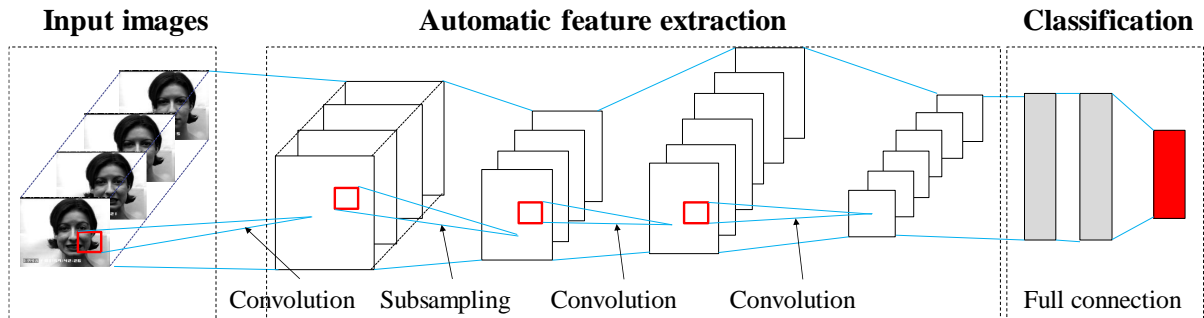 Input images
Automatic feature extraction
Classification
Convolution
Subsampling
Convolution
Convolution
Full connection